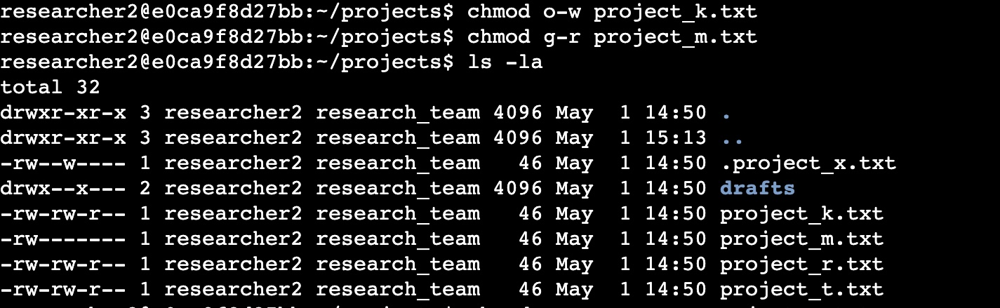 researcher2@e0ca9f8d27bb:~/projects$ chmod o-w project_k.txt
researcher2@e0ca9f8d27bb:~/projects$ chmod g-r project_m.txt
researcher2@e0ca9f8d27bb:~/projects$ ls -la
total 32
drwxr-xr-x 3 researcher2 research_team 4096 May  1 14:50 .
drwxr-xr-x 3 researcher2 research_team 4096 May  1 15:13 ..
-rw--w---- 1 researcher2 research_team   46 May  1 14:50 .project_x.txt
drwx--x--- 2 researcher2 research_team 4096 May  1 14:50 drafts
-rw-rw-r-- 1 researcher2 research_team   46 May  1 14:50 project_k.txt
-rw------- 1 researcher2 research_team   46 May  1 14:50 project_m.txt
-rw-rw-r-- 1 researcher2 research_team   46 May  1 14:50 project_r.txt
-rw-rw-r-- 1 researcher2 research_team   46 May  1 14:50 project_t.txt